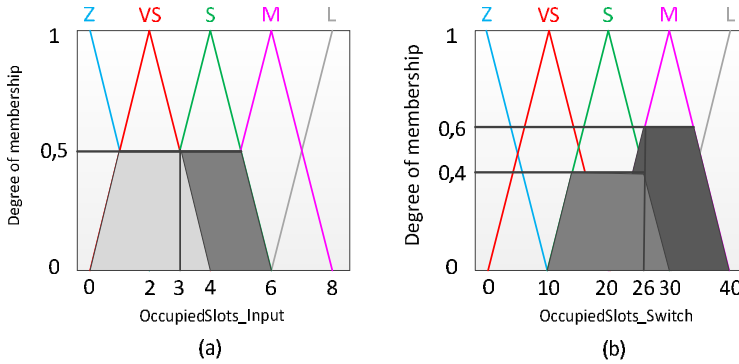 Z VS S M L
1
0,5
0
Degree of membership
0 2 3 4 6 8
OccupiedSlots_Input
(a)
Z VS S M L
1
0,6
0,4
0
Degree of membership
0 10 20 26 30 40
OccupiedSlots_Switch
(b)